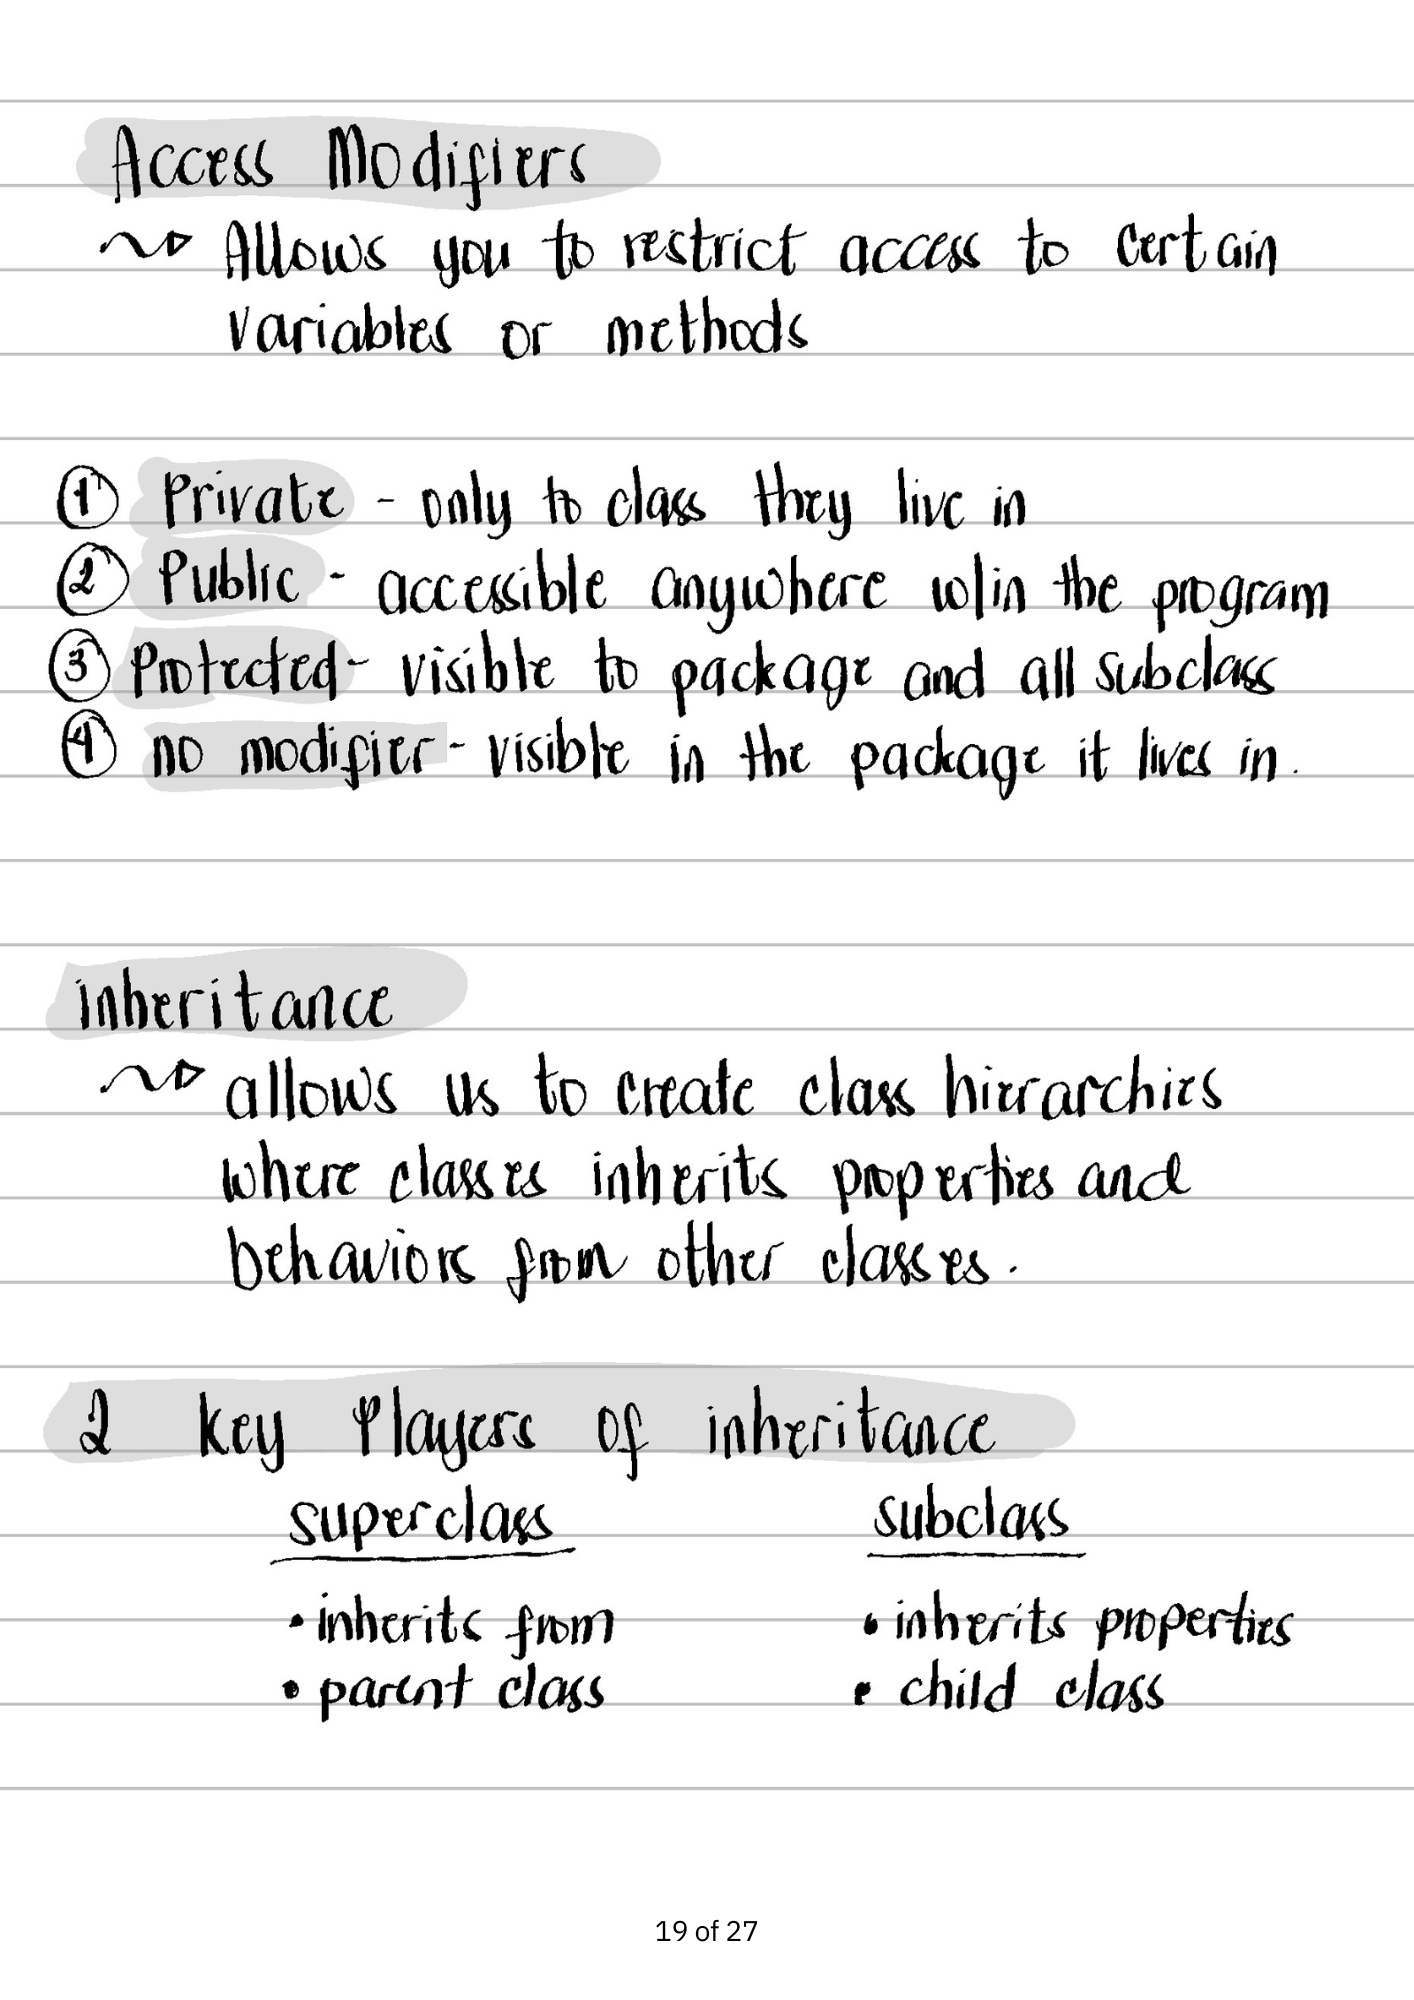 Access Modifiers
Allows you to restrict access to certain
variables or methods
① Private - only to class they live in
② Public - accessible anywhere w/in the program
③ Protected - visible to package and all subclass
④ no modifier - visible in the package it lives in.
inheritance
allows us to create class hierarchies
where classes inherits properties and
behaviors from other classes.
2 key Players of inheritance
superclass subclass
• inherits from • inherits properties
• parent class • child class
19 of 27